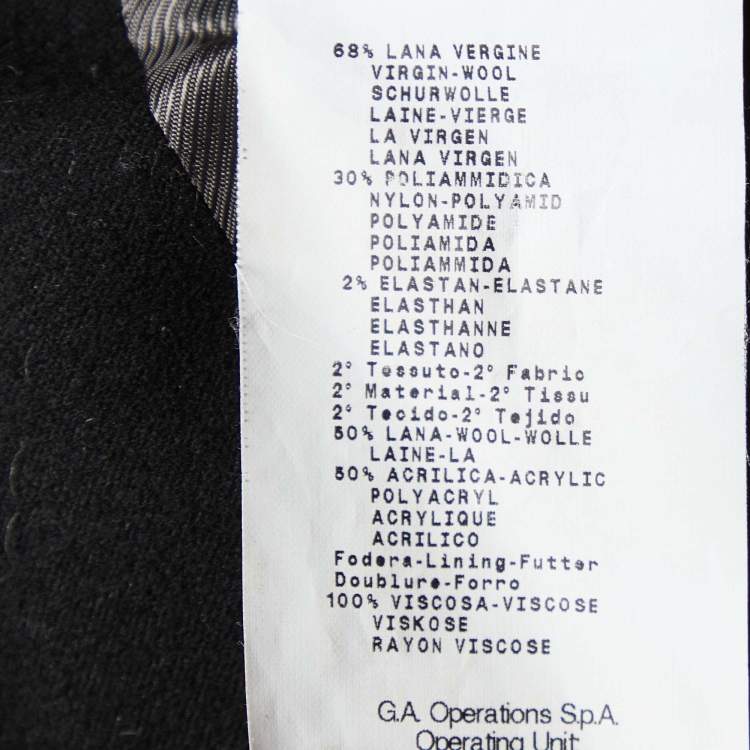 68% LANA VERGINE
VIRGIN-WOOL
SCHURWOLLE
LAINE-VIERGE
LA VIRGEN
LANA VIRGEN
30% POLIAMMIDICA
NYLON-POLYAMID
POLYAMIDE
POLIAMIDA
POLIAMMIDA
2% ELASTAN-ELASTANE
ELASTHAN
ELASTHANNE
ELASTANO
2° Tessuto-2° Fabric
2° Material-2° Tissu
2° Tecido-2° Tejido
50% LANA-WOOL-WOLLE
LAINE-LA
50% ACRILICA-ACRYLIC
POLYACRYL
ACRYLIQUE
ACRILICO
Fodera-Lining-Futter
Doublure-Forro
100% VISCOSA-VISCOSE
VISKOSE
RAYON VISCOSE
G.A. Operations S.p.A.
Operating Unit: